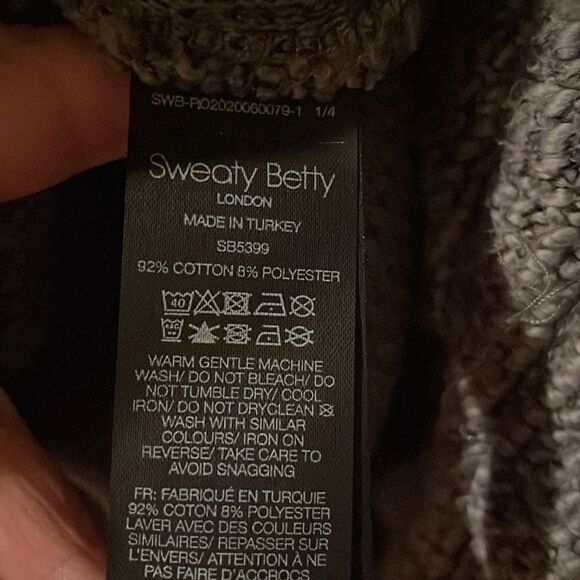 SWB-RO2020060079-1 1/4
Sweaty Betty
LONDON
MADE IN TURKEY
SB5399
92% COTTON 8% POLYESTER
40
WARM GENTLE MACHINE
WASH/ DO NOT BLEACH/ DO
NOT TUMBLE DRY/ COOL
IRON/ DO NOT DRYCLEAN
WASH WITH SIMILAR
COLOURS/ IRON ON
REVERSE/ TAKE CARE TO
AVOID SNAGGING
FR: FABRIQUÉ EN TURQUIE
92% COTON 8% POLYESTER
LAVER AVEC DES COULEURS
SIMILAIRES/ REPASSER SUR
L'ENVERS/ ATTENTION À NE
PAS FAIRE D'ACCROCS